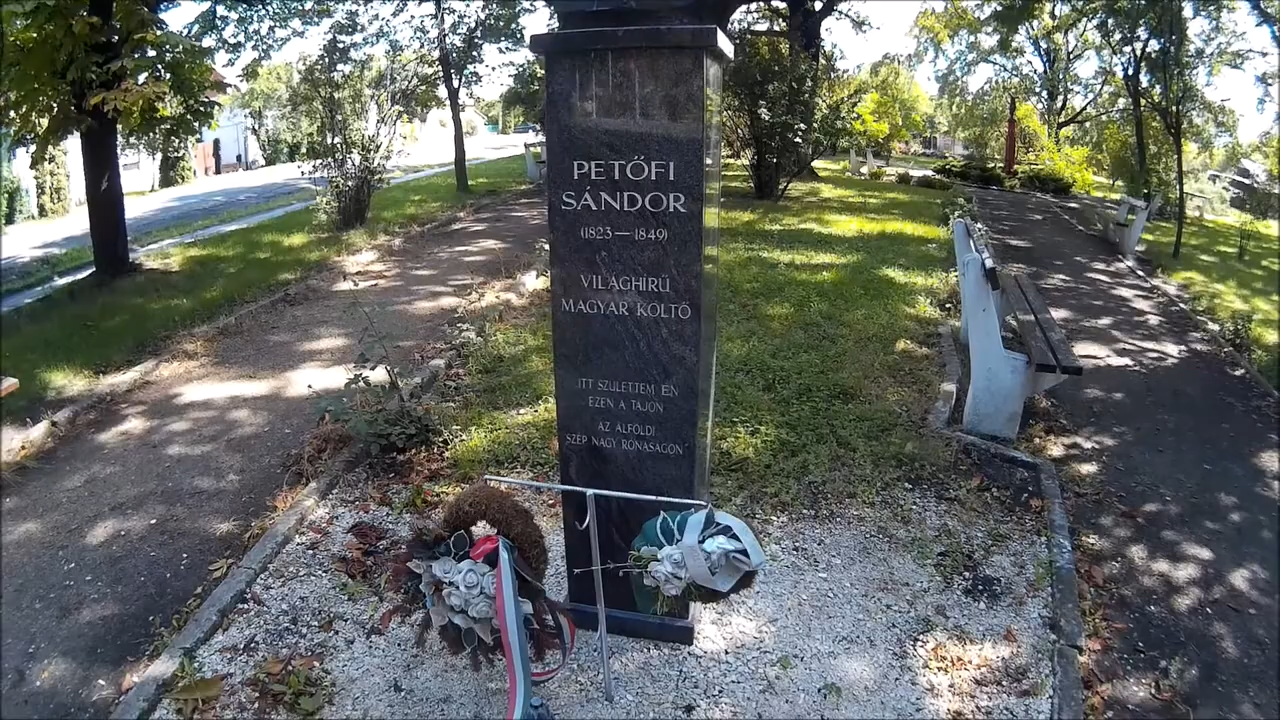 PETŐFI
SÁNDOR
(1823—1849)
VILÁGHÍRŰ
MAGYAR KÖLTŐ
„ITT SZÜLETTEM ÉN
EZEN A TÁJON
AZ ALFÖLDI
SZÉP NAGY RÓNASÁGON”